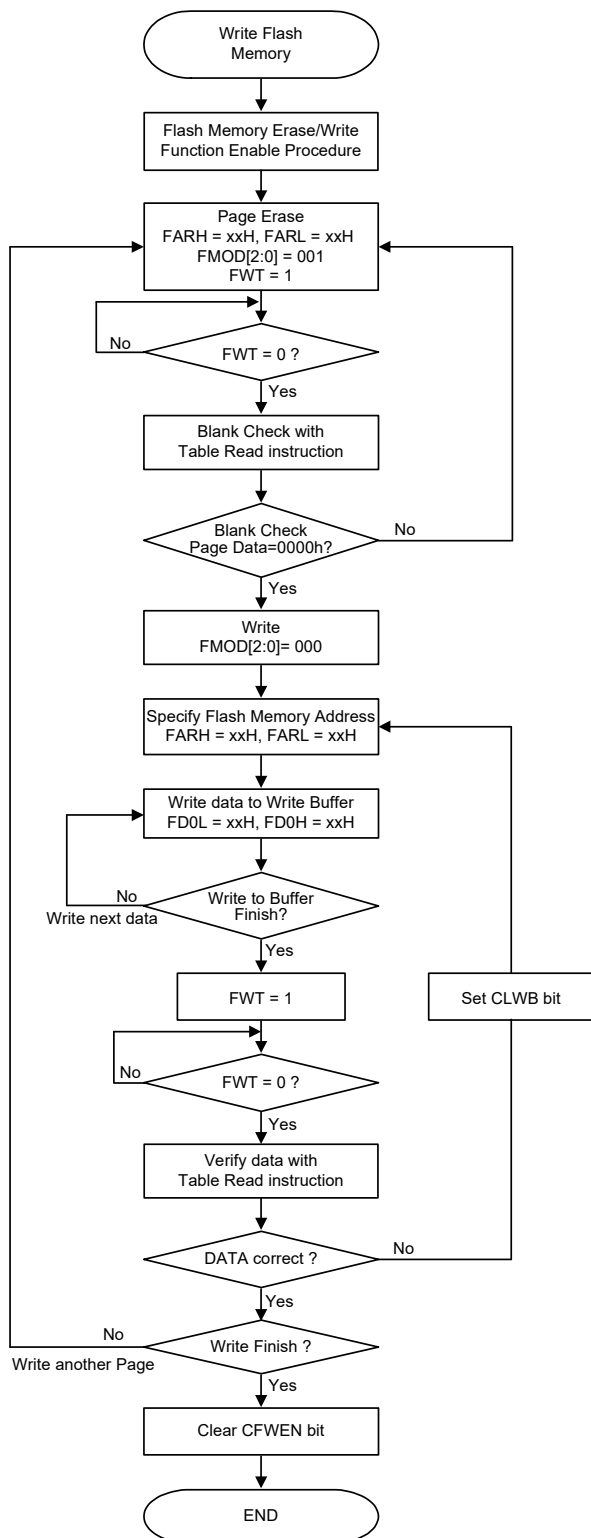 Write Flash
Memory
Flash Memory Erase/Write
Function Enable Procedure
Page Erase
FARH = xxH, FARL = xxH
FMOD[2:0] = 001
FWT = 1
No
FWT = 0 ?
Yes
Blank Check with
Table Read instruction
No
Blank Check
Page Data=0000h?
Yes
Write
FMOD[2:0]= 000
Specify Flash Memory Address
FARH = xxH, FARL = xxH
Write data to Write Buffer
FD0L = xxH, FD0H = xxH
No
Write next data
Write to Buffer
Finish?
Yes
FWT = 1
Set CLWB bit
No
FWT = 0 ?
Yes
Verify data with
Table Read instruction
DATA correct ?
No
Yes
No
Write another Page
Write Finish ?
Yes
Clear CFWEN bit
END